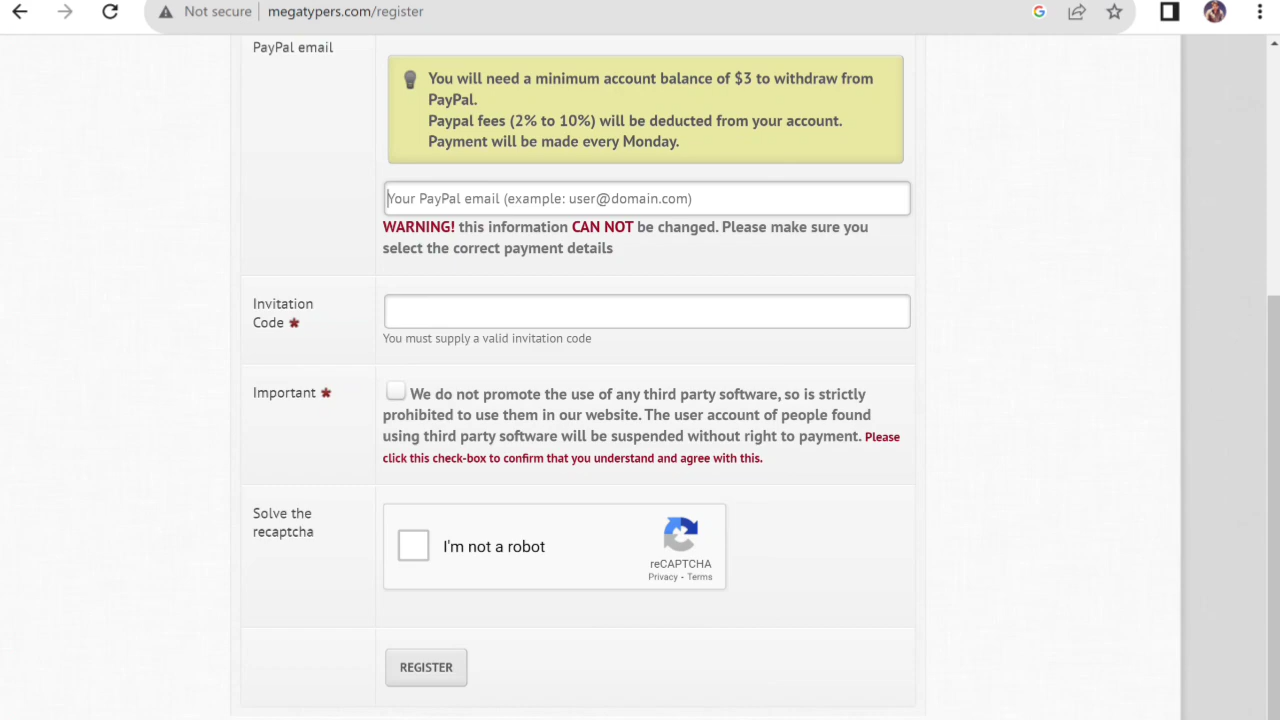 Not secure
megatypers.com/register
PayPal email
You will need a minimum account balance of $3 to withdraw from
PayPal.
Paypal fees (2% to 10%) will be deducted from your account.
Payment will be made every Monday.
Your PayPal email (example: user@domain.com)
WARNING! this information CAN NOT be changed. Please make sure you
select the correct payment details
Invitation
Code *
You must supply a valid invitation code
Important *
We do not promote the use of any third party software, so is strictly
prohibited to use them in our website. The user account of people found
using third party software will be suspended without right to payment. Please
click this check-box to confirm that you understand and agree with this.
Solve the
recaptcha
I'm not a robot
reCAPTCHA
Privacy - Terms
REGISTER